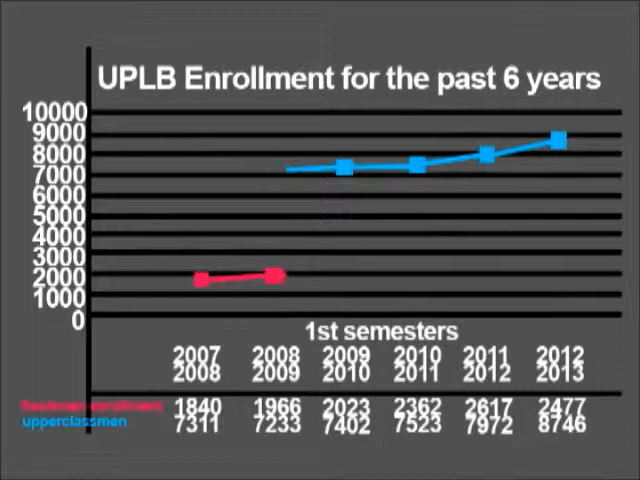 UPLB Enrollment for the past 6 years
10000
9000
8000
7000
6000
5000
4000
3000
2000
1000
0
1st semesters
2007 2008 2009 2010 2011 2012
2008 2009 2010 2011 2012 2013
freshmen enrollment 1840 1966 2023 2362 2617 2477
upperclassmen 7311 7233 7402 7523 7972 8746